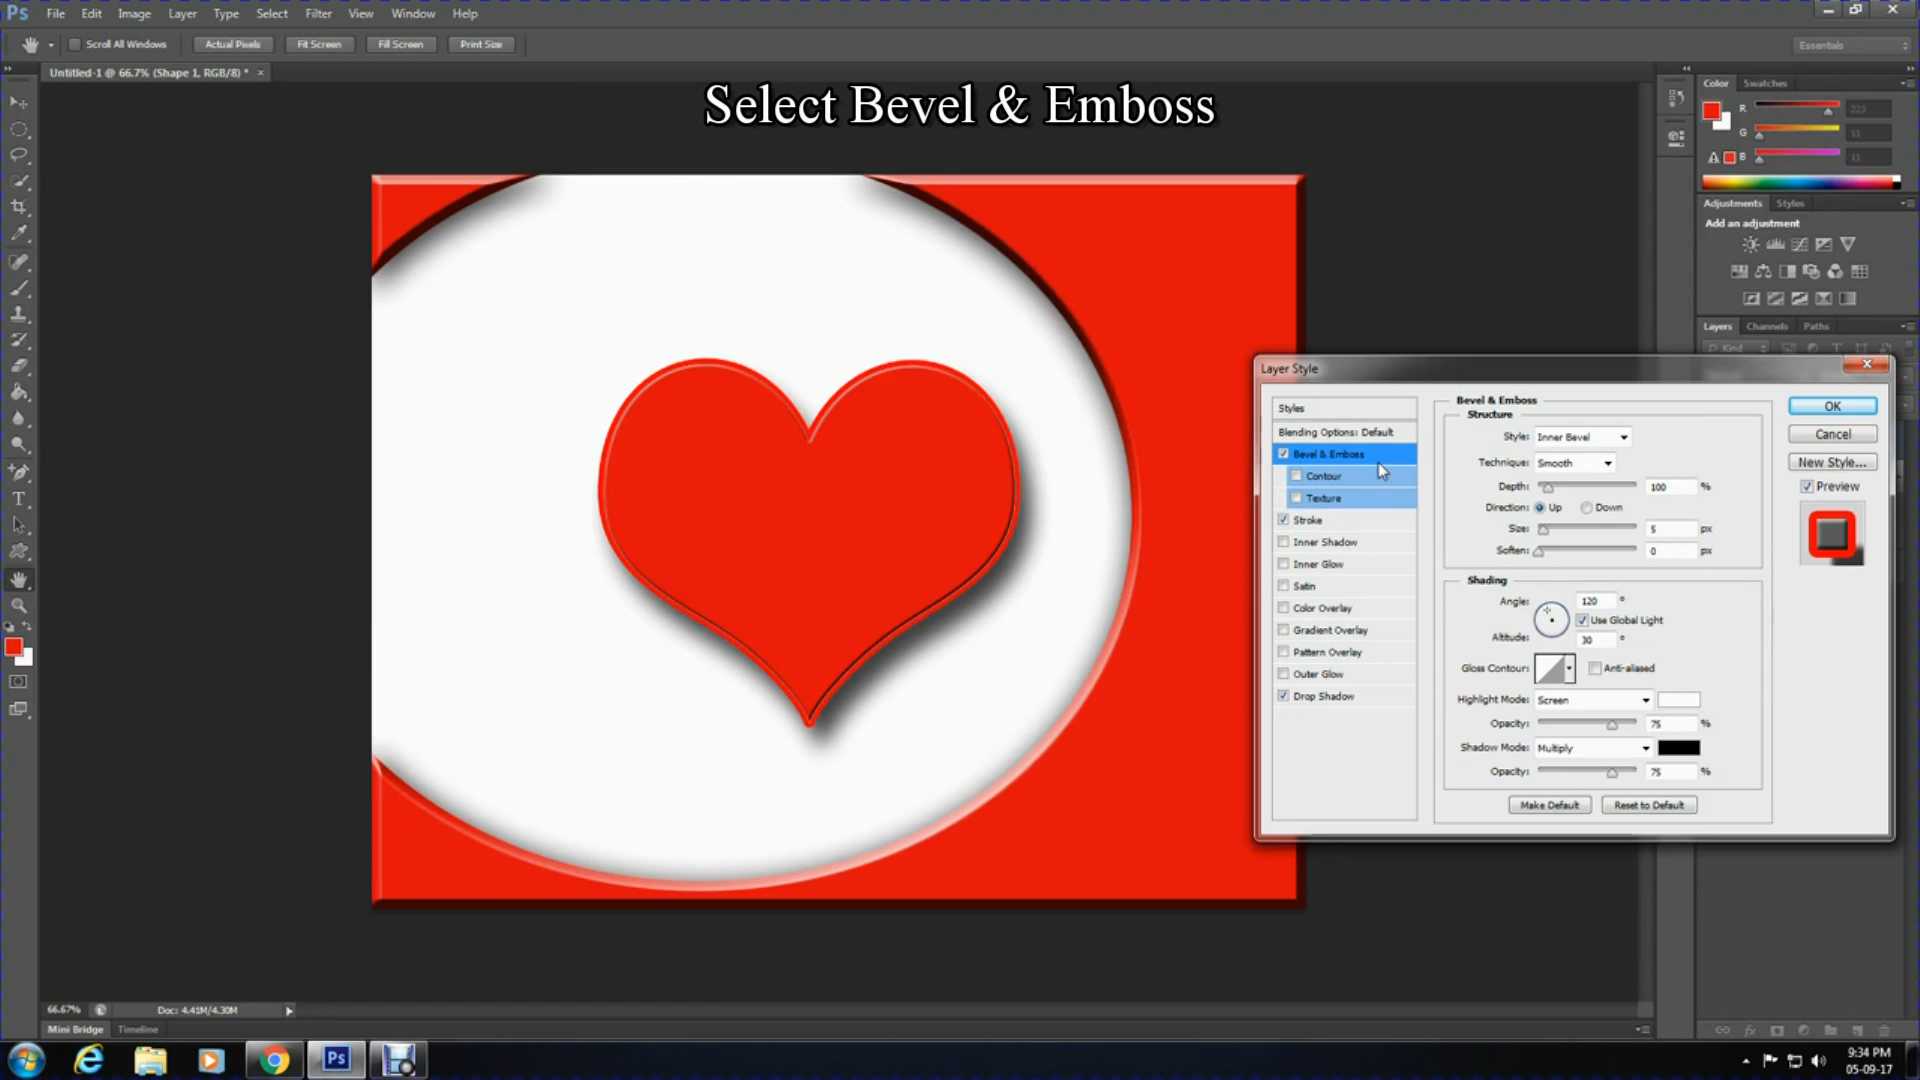 Ps File Edit Image Layer Type Select Filter View Window Help
Scroll All Windows Actual Pixels Fit Screen Fill Screen Print Size Essentials
Untitled-1 @ 66.7% (Shape 1, RGB/8) * ×
Select Bevel & Emboss
Color Swatches
R 223
G 11
B 11
Adjustments Styles
Add an adjustment
Layers Channels Paths
Kind
Layer Style
Styles
Blending Options: Default
Bevel & Emboss
Contour
Texture
Stroke
Inner Shadow
Inner Glow
Satin
Color Overlay
Gradient Overlay
Pattern Overlay
Outer Glow
Drop Shadow
Bevel & Emboss
Structure
Style: Inner Bevel
Technique: Smooth
Depth: 100 %
Direction: Up Down
Size: 5 px
Soften: 0 px
Shading
Angle: 120 °
Use Global Light
Altitude: 30 °
Gloss Contour: Anti-aliased
Highlight Mode: Screen
Opacity: 75 %
Shadow Mode: Multiply
Opacity: 75 %
Make Default Reset to Default
OK
Cancel
New Style...
Preview
66.67% Doc: 4.41M/4.30M
Mini Bridge Timeline
Ps
9:34 PM
05-09-17